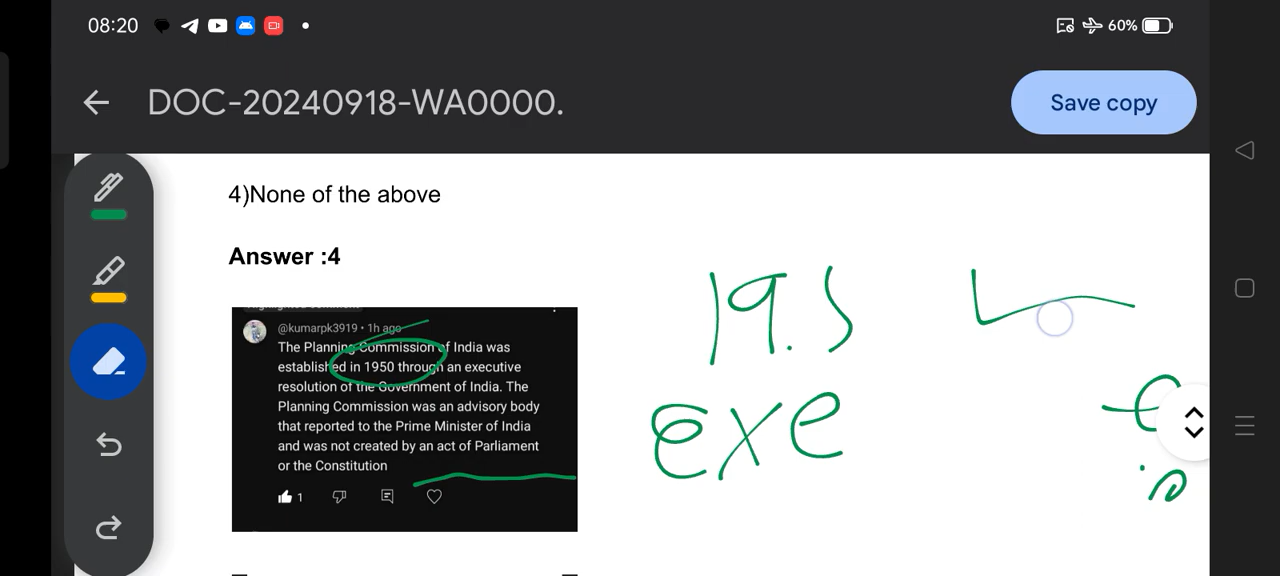 08:20
60%
DOC-20240918-WA0000.
Save copy
4)None of the above
Answer :4
@kumarpk3919 • 1h ago
The Planning Commission of India was
established in 1950 through an executive
resolution of the Government of India. The
Planning Commission was an advisory body
that reported to the Prime Minister of India
and was not created by an act of Parliament
or the Constitution
1
19.5
exe